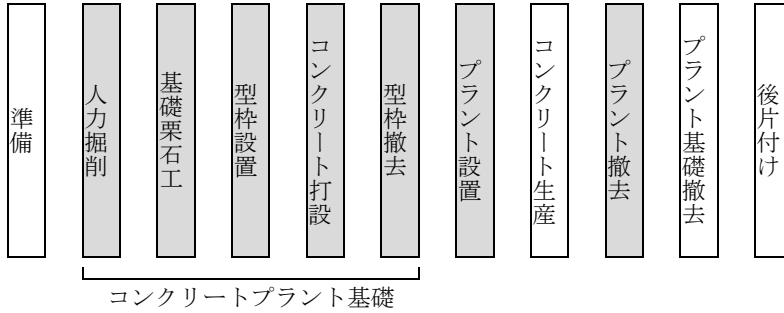 準備
人力掘削
基礎栗石工
型枠設置
コンクリート打設
型枠撤去
プラント設置
コンクリート生産
プラント撤去
プラント基礎撤去
後片付け
コンクリートプラント基礎